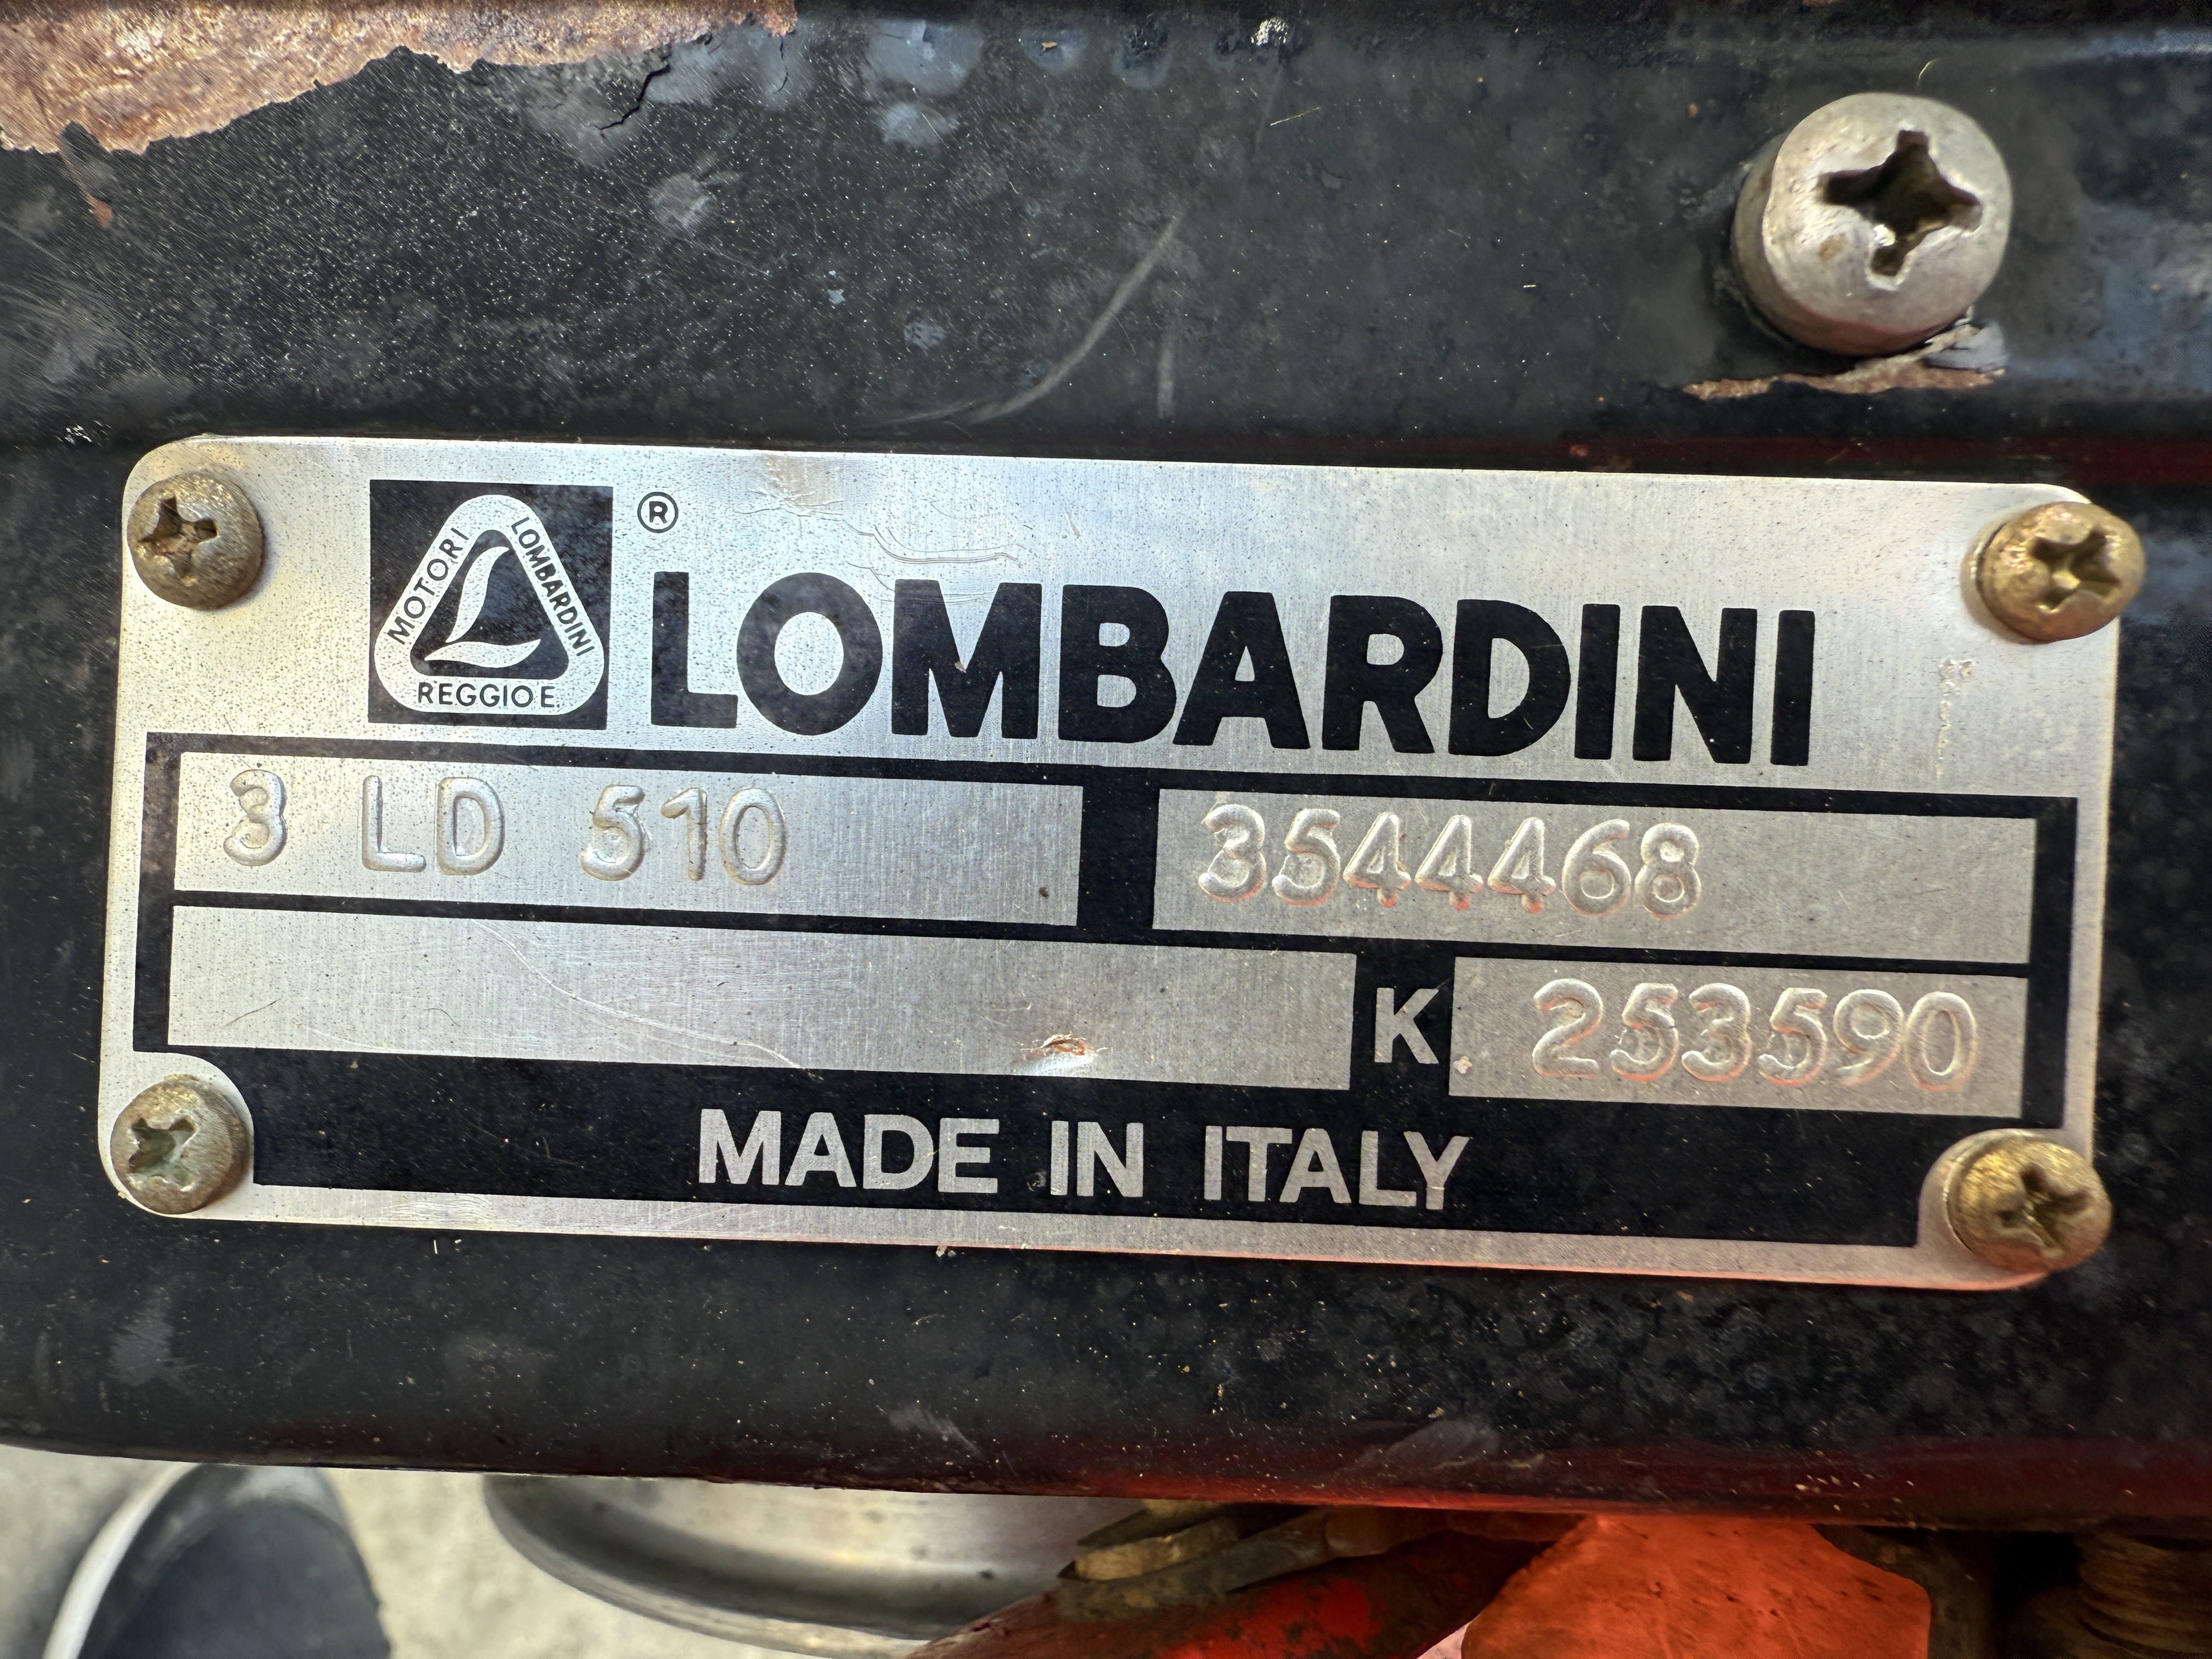 MOTORI LOMBARDINI
REGGIO E.
®
LOMBARDINI
3 LD 510 3544468
K 253590
MADE IN ITALY